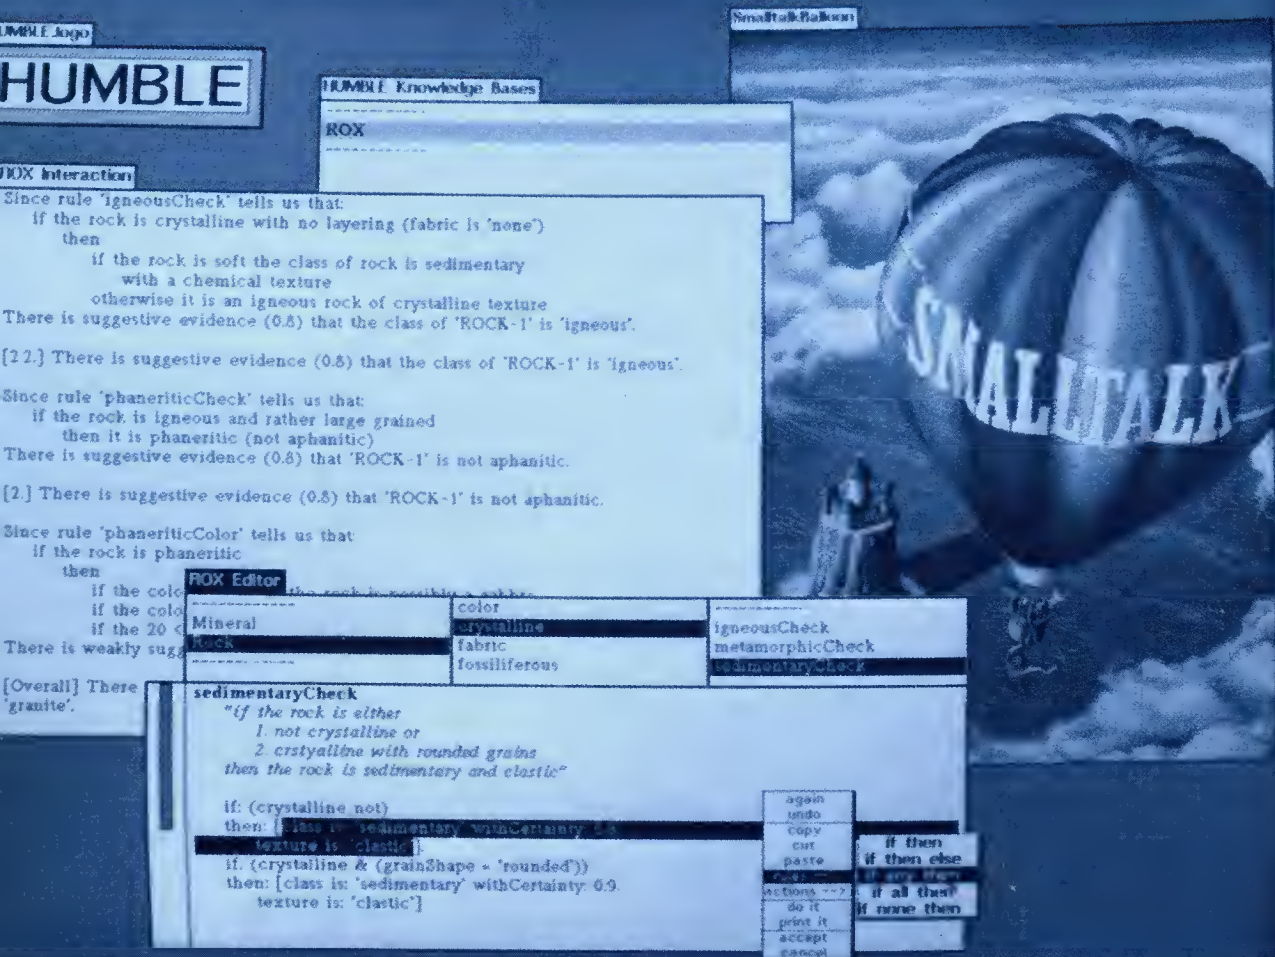 HUMBLE logo
HUMBLE
HUMBLE Knowledge Bases
ROX
SmalltalkBalloon
SMALLTALK
ROX Interaction
Since rule 'igneousCheck' tells us that:
if the rock is crystalline with no layering (fabric is 'none')
then
if the rock is soft the class of rock is sedimentary
with a chemical texture
otherwise it is an igneous rock of crystalline texture
There is suggestive evidence (0.8) that the class of 'ROCK-1' is 'igneous'.
[22.] There is suggestive evidence (0.8) that the class of 'ROCK-1' is 'igneous'.
Since rule 'phaneriticCheck' tells us that:
if the rock is igneous and rather large grained
then it is phaneritic (not aphanitic)
There is suggestive evidence (0.8) that 'ROCK-1' is not aphanitic.
[2.] There is suggestive evidence (0.8) that 'ROCK-1' is not aphanitic.
Since rule 'phaneriticColor' tells us that
if the rock is phaneritic
then
if the colo the rock is possibly a
if the colo
if the 20 <
There is weakly sugg
[Overall] There
'granite'.
ROX Editor
Mineral
Rock
color
crystalline
fabric
fossiliferous
igneousCheck
metamorphicCheck
sedimentaryCheck
sedimentaryCheck
"if the rock is either
1. not crystalline or
2. crstyalline with rounded grains
then the rock is sedimentary and clastic"
if: (crystalline not)
then: [class is: 'sedimentary' withCertainty:
texture is: 'clastic']
if: (crystalline & (grainShape = 'rounded'))
then: [class is: 'sedimentary' withCertainty: 0.9.
texture is: 'clastic']
again
undo
copy
cut
paste
actions -->
do it
print it
accept
cancel
if then
if then else
if any then
if all then
if none then